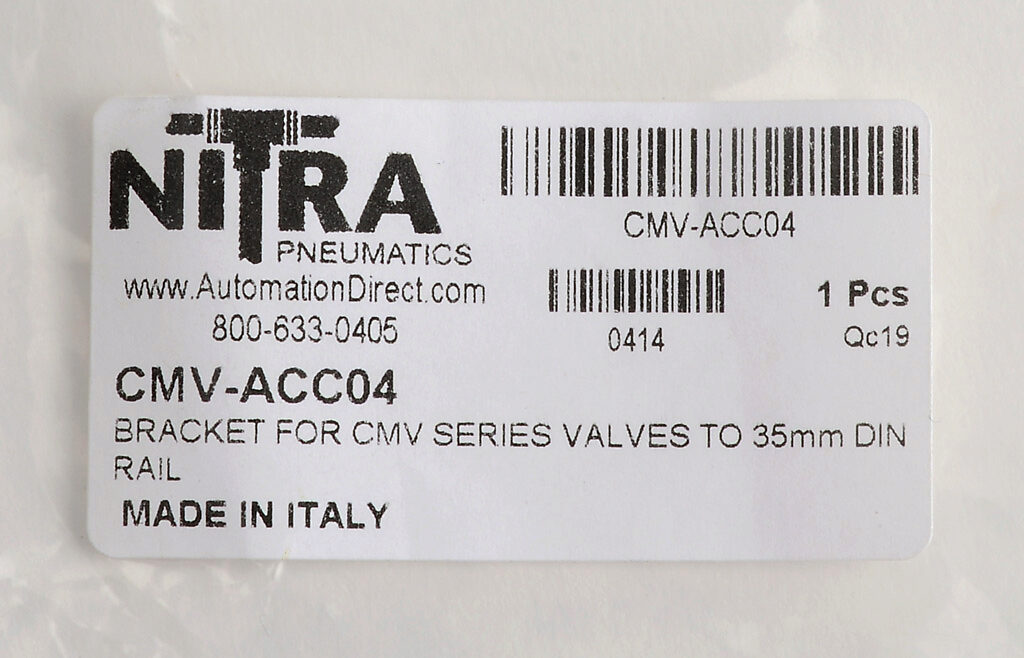 NITRA
PNEUMATICS
www.AutomationDirect.com
800-633-0405
CMV-ACC04
0414
1 Pcs
Qc19
CMV-ACC04
BRACKET FOR CMV SERIES VALVES TO 35mm DIN
RAIL
MADE IN ITALY